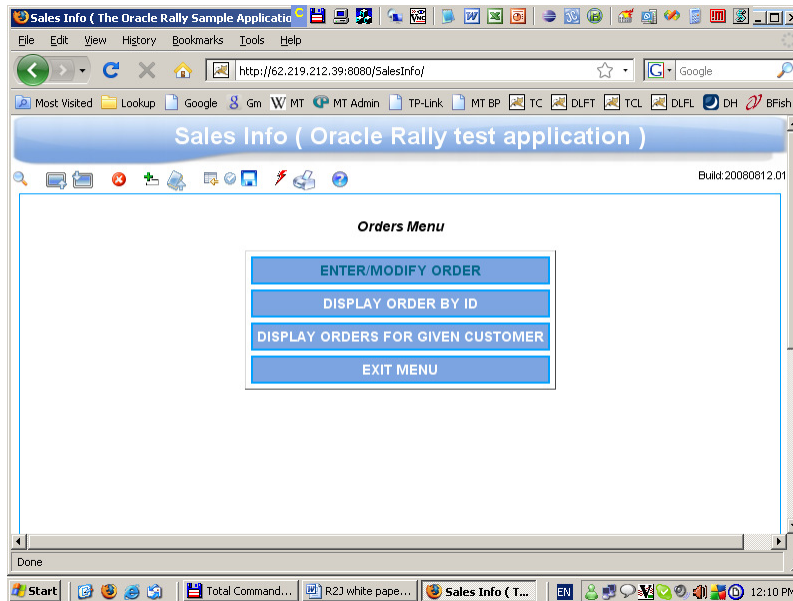 Sales Info ( The Oracle Rally Sample Applicatio
File Edit View History Bookmarks Tools Help
http://62.219.212.39:8080/SalesInfo/
Google
Most Visited Lookup Google Gm MT MT Admin TP-Link MT BP TC DLFT TCL DLFL DH BFish
Sales Info ( Oracle Rally test application )
Build:20080812.01
Orders Menu
ENTER/MODIFY ORDER
DISPLAY ORDER BY ID
DISPLAY ORDERS FOR GIVEN CUSTOMER
EXIT MENU
Done
Start Total Command... R2J white pape... Sales Info ( T... EN 12:10 PM